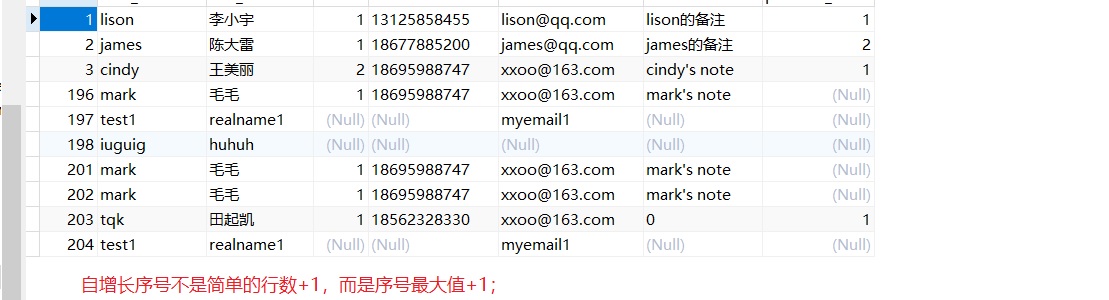 1 lison 李小宇 1 13125858455 lison@qq.com lison的备注 1
2 james 陈大雷 1 18677885200 james@qq.com james的备注 2
3 cindy 王美丽 2 18695988747 xxoo@163.com cindy's note 1
196 mark 毛毛 1 18695988747 xxoo@163.com mark's note (Null)
197 test1 realname1 (Null) (Null) myemail1 (Null) (Null)
198 iuguig huhuh (Null) (Null) (Null) (Null) (Null)
201 mark 毛毛 1 18695988747 xxoo@163.com mark's note (Null)
202 mark 毛毛 1 18695988747 xxoo@163.com mark's note (Null)
203 tqk 田起凯 1 18562328330 xxoo@163.com 0 1
204 test1 realname1 (Null) (Null) myemail1 (Null) (Null)
自增长序号不是简单的行数+1，而是序号最大值+1；